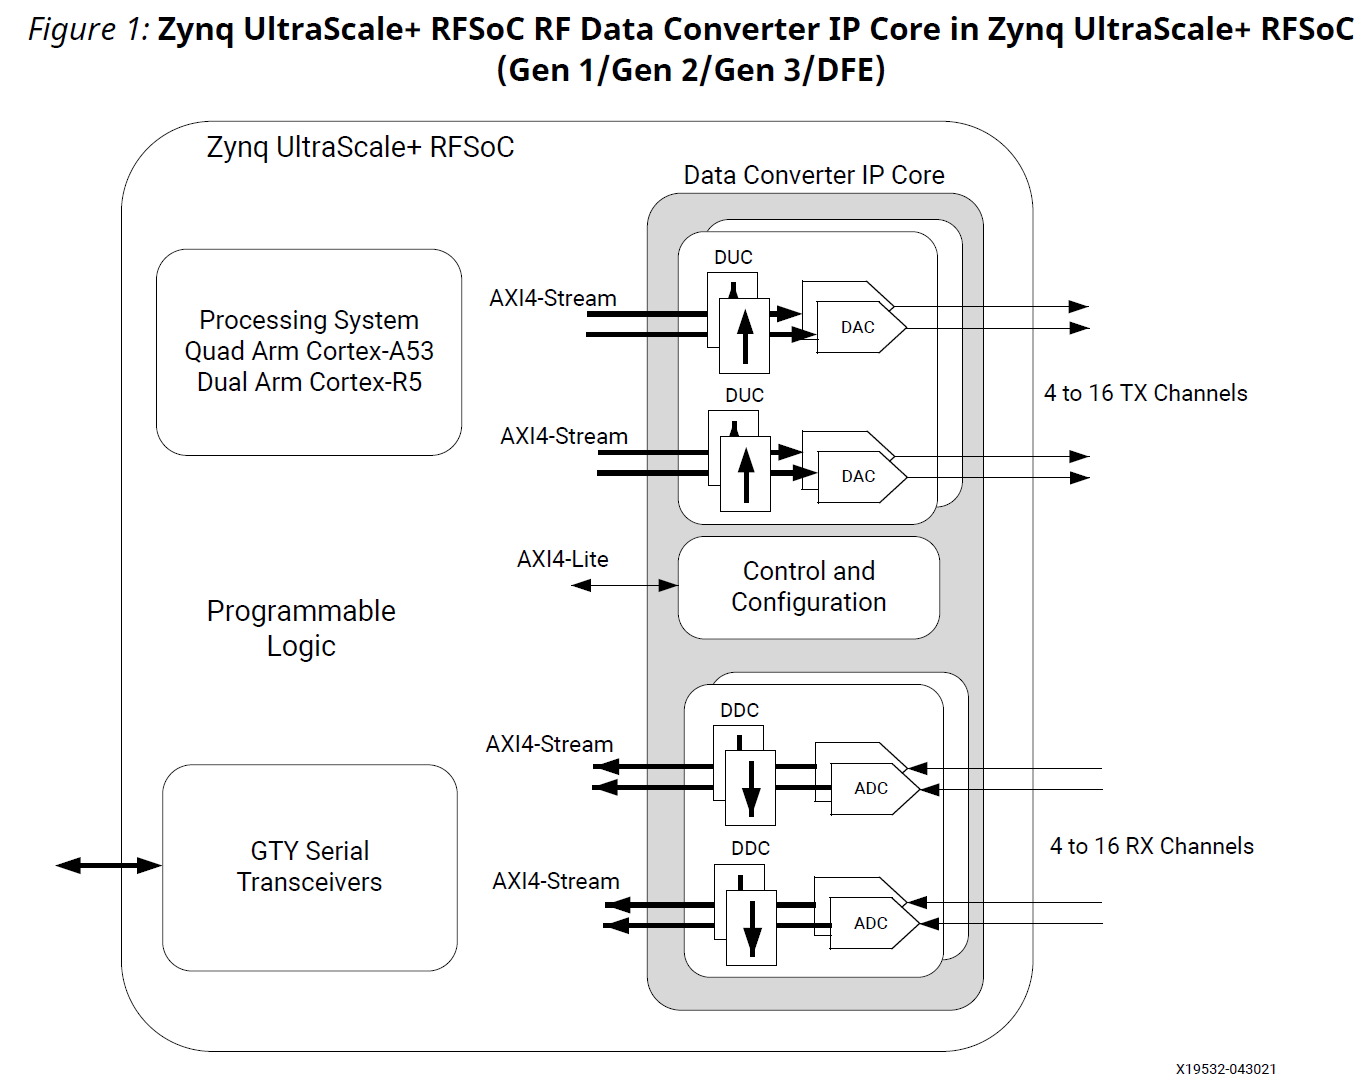 Figure 1: Zynq UltraScale+ RFSoC RF Data Converter IP Core in Zynq UltraScale+ RFSoC
(Gen 1/Gen 2/Gen 3/DFE)
Zynq UltraScale+ RFSoC
Data Converter IP Core
Processing System
Quad Arm Cortex-A53
Dual Arm Cortex-R5
DUC
AXI4-Stream
DAC
DUC
AXI4-Stream
DAC
4 to 16 TX Channels
AXI4-Lite
Control and
Configuration
Programmable
Logic
DDC
AXI4-Stream
ADC
DDC
AXI4-Stream
ADC
4 to 16 RX Channels
GTY Serial
Transceivers
X19532-043021